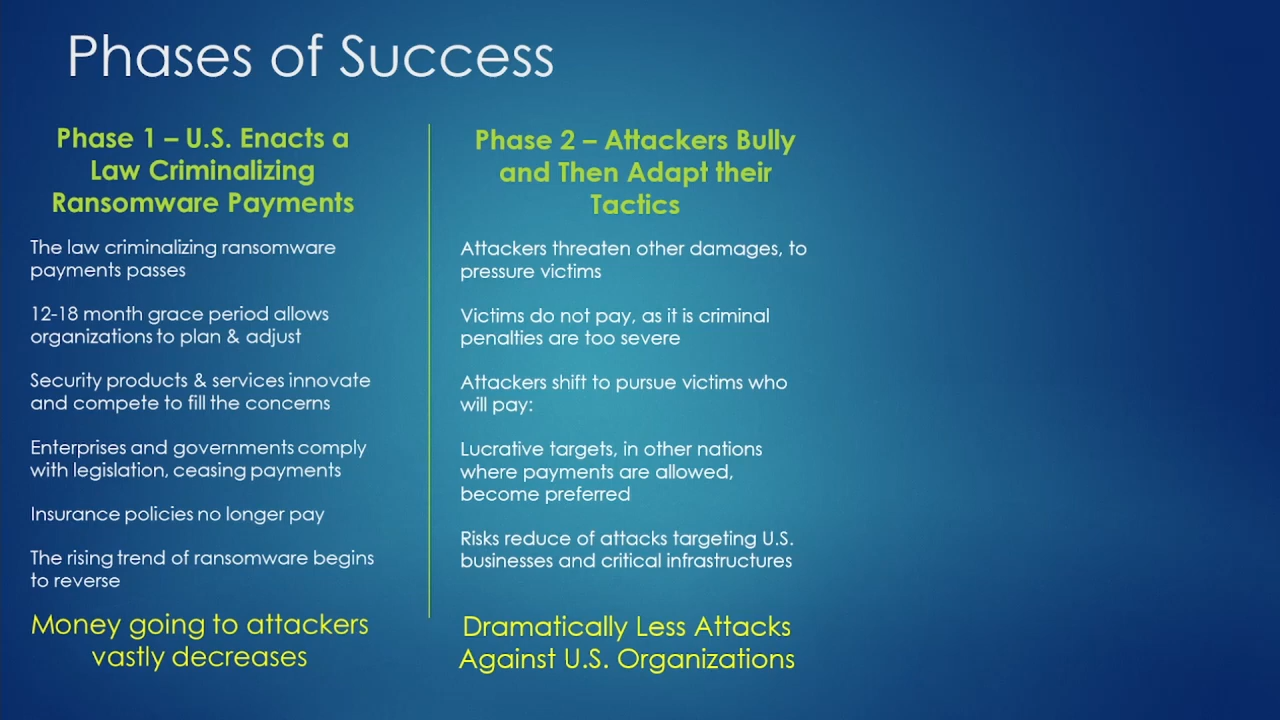 Phases of Success
Phase 1 – U.S. Enacts a
Law Criminalizing
Ransomware Payments
The law criminalizing ransomware
payments passes
12-18 month grace period allows
organizations to plan & adjust
Security products & services innovate
and compete to fill the concerns
Enterprises and governments comply
with legislation, ceasing payments
Insurance policies no longer pay
The rising trend of ransomware begins
to reverse
Money going to attackers
vastly decreases
Phase 2 – Attackers Bully
and Then Adapt their
Tactics
Attackers threaten other damages, to
pressure victims
Victims do not pay, as it is criminal
penalties are too severe
Attackers shift to pursue victims who
will pay:
Lucrative targets, in other nations
where payments are allowed,
become preferred
Risks reduce of attacks targeting U.S.
businesses and critical infrastructures
Dramatically Less Attacks
Against U.S. Organizations